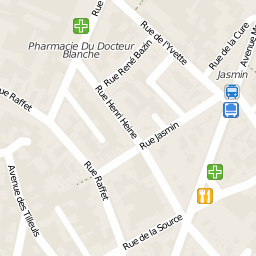 Rue
Rue de l'Yvette
Rue de la Cure
Avenue M
Pharmacie Du Docteur
Blanche
Rue René Bazin
Jasmin
Rue Raffet
Rue Henri Heine
Rue Jasmin
Rue Raffet
Avenue des Tilleuls
Rue de la Source